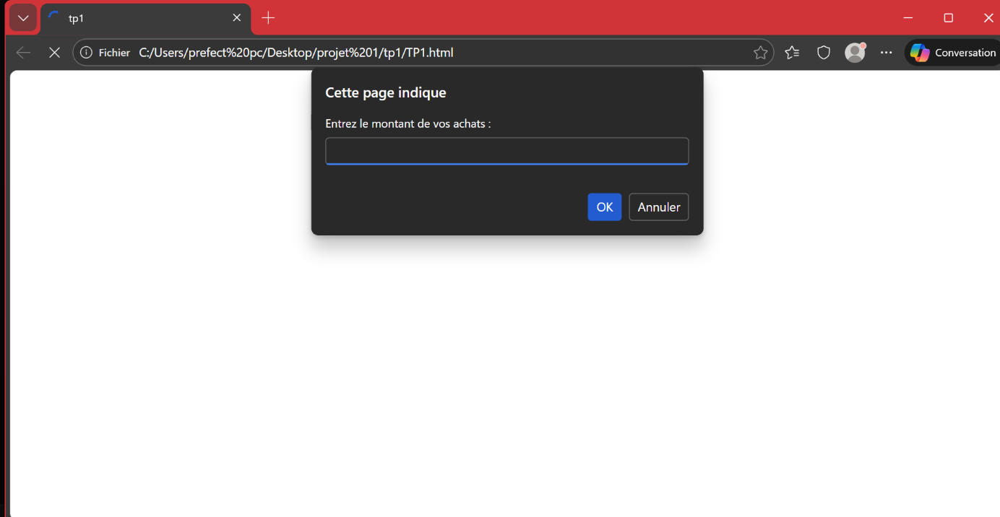 tp1
Fichier C:/Users/prefect%20pc/Desktop/projet%201/tp1/TP1.html
Conversation
Cette page indique
Entrez le montant de vos achats :
OK Annuler